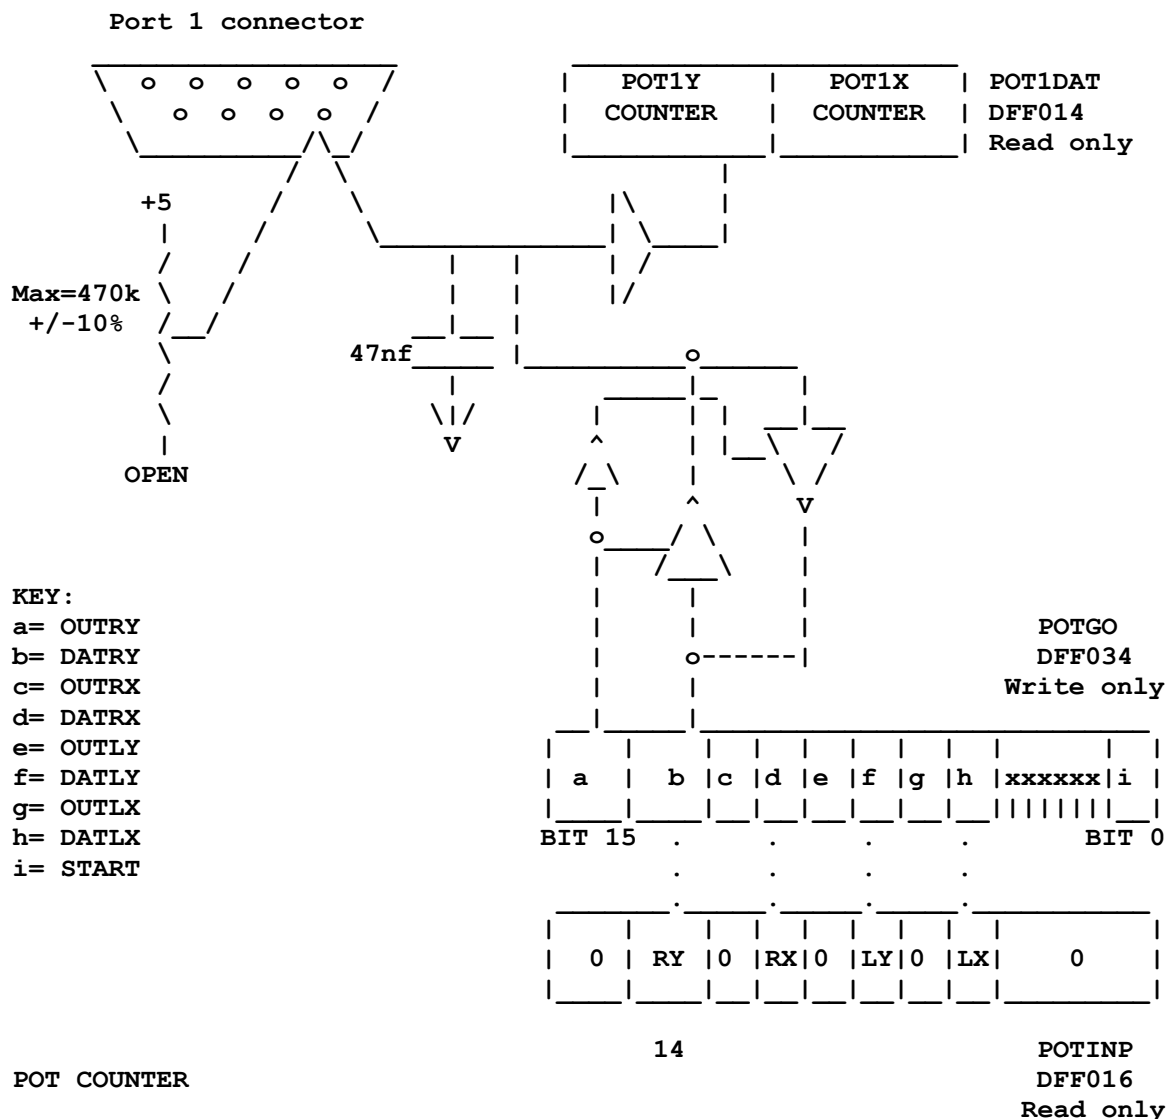 Port 1 connector
o o o o o POT1Y POT1X POT1DAT
o o o o COUNTER COUNTER DFF014
Read only
+5
Max=470k
+/-10%
47nf o
V
OPEN
V
o
KEY:
a= OUTRY POTGO
b= DATRY o------ DFF034
c= OUTRX Write only
d= DATRX
e= OUTLY
f= DATLY a b c d e f g h xxxxxx i
g= OUTLX
h= DATLX BIT 15 BIT 0
i= START
0 RY 0 RX 0 LY 0 LX 0
14 POTINP
POT COUNTER DFF016
Read only